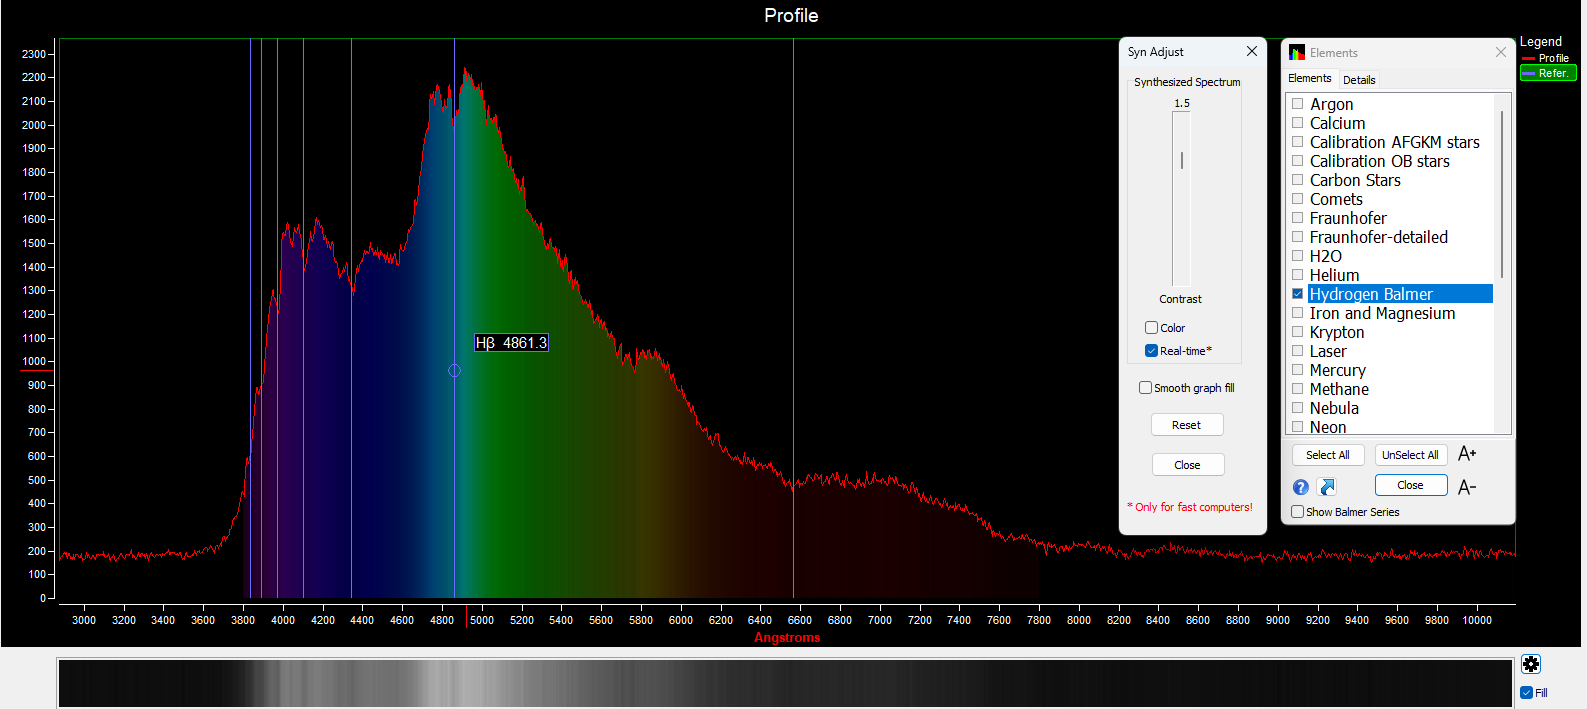 Profile
Legend
Profile
Refer.
2300
2200
2100
2000
1900
1800
1700
1600
1500
1400
1300
1200
1100
1000
900
800
700
600
500
400
300
200
100
0
Hβ 4861.3
3000 3200 3400 3600 3800 4000 4200 4400 4600 4800 5000 5200 5400 5600 5800 6000 6200 6400 6600 6800 7000 7200 7400 7600 7800 8000 8200 8400 8600 8800 9000 9200 9400 9600 9800 10000
Angstroms
Syn Adjust
Synthesized Spectrum
1.5
Contrast
Color
Real-time*
Smooth graph fill
Reset
Close
* Only for fast computers!
Elements
Elements Details
Argon
Calcium
Calibration AFGKM stars
Calibration OB stars
Carbon Stars
Comets
Fraunhofer
Fraunhofer-detailed
H2O
Helium
Hydrogen Balmer
Iron and Magnesium
Krypton
Laser
Mercury
Methane
Nebula
Neon
Select All UnSelect All A+
? Close A-
Show Balmer Series
Fill